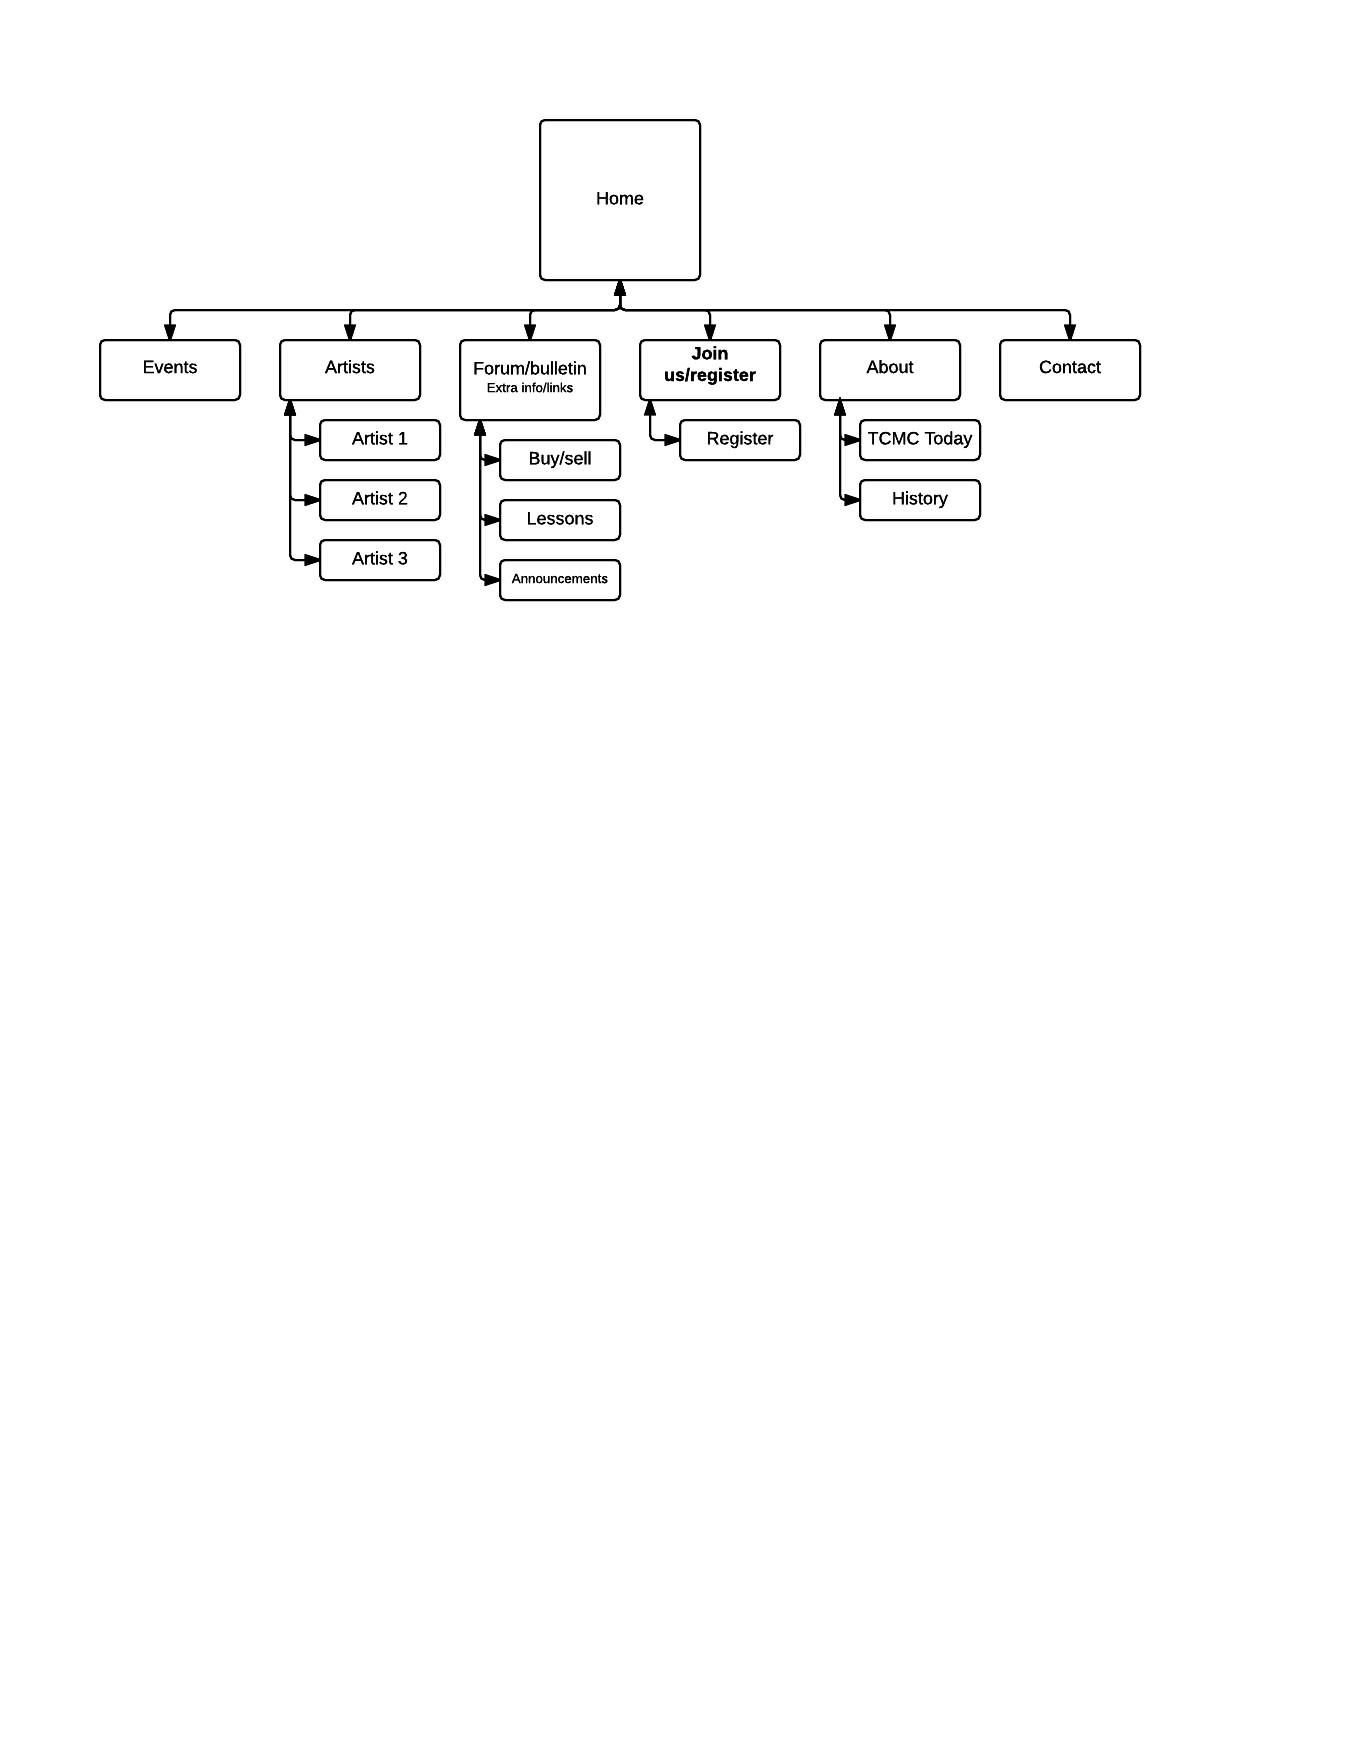 Home
Events
Artists
Forum/bulletin
Extra info/links
Join
us/register
About
Contact
Artist 1
Artist 2
Artist 3
Buy/sell
Lessons
Announcements
Register
TCMC Today
History